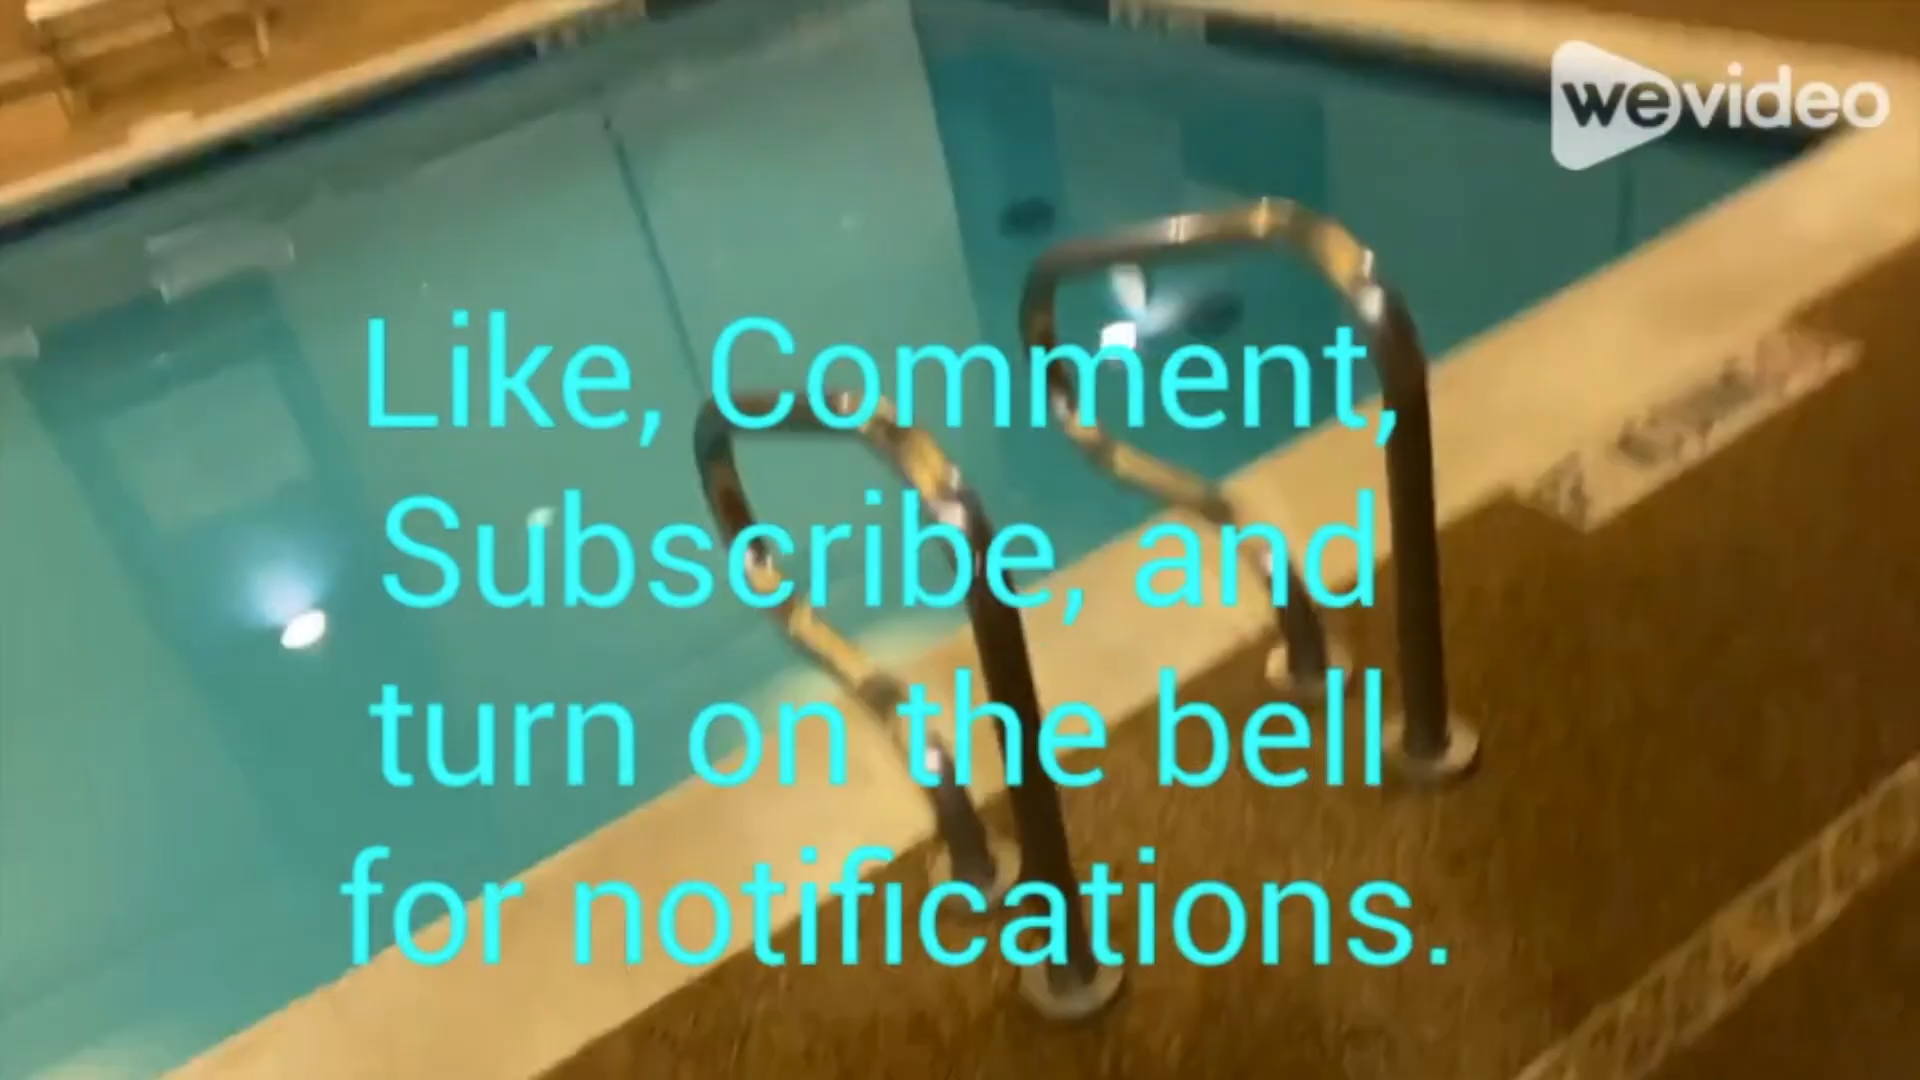 wevideo
Like, Comment,
Subscribe, and
turn on the bell
for notifications.